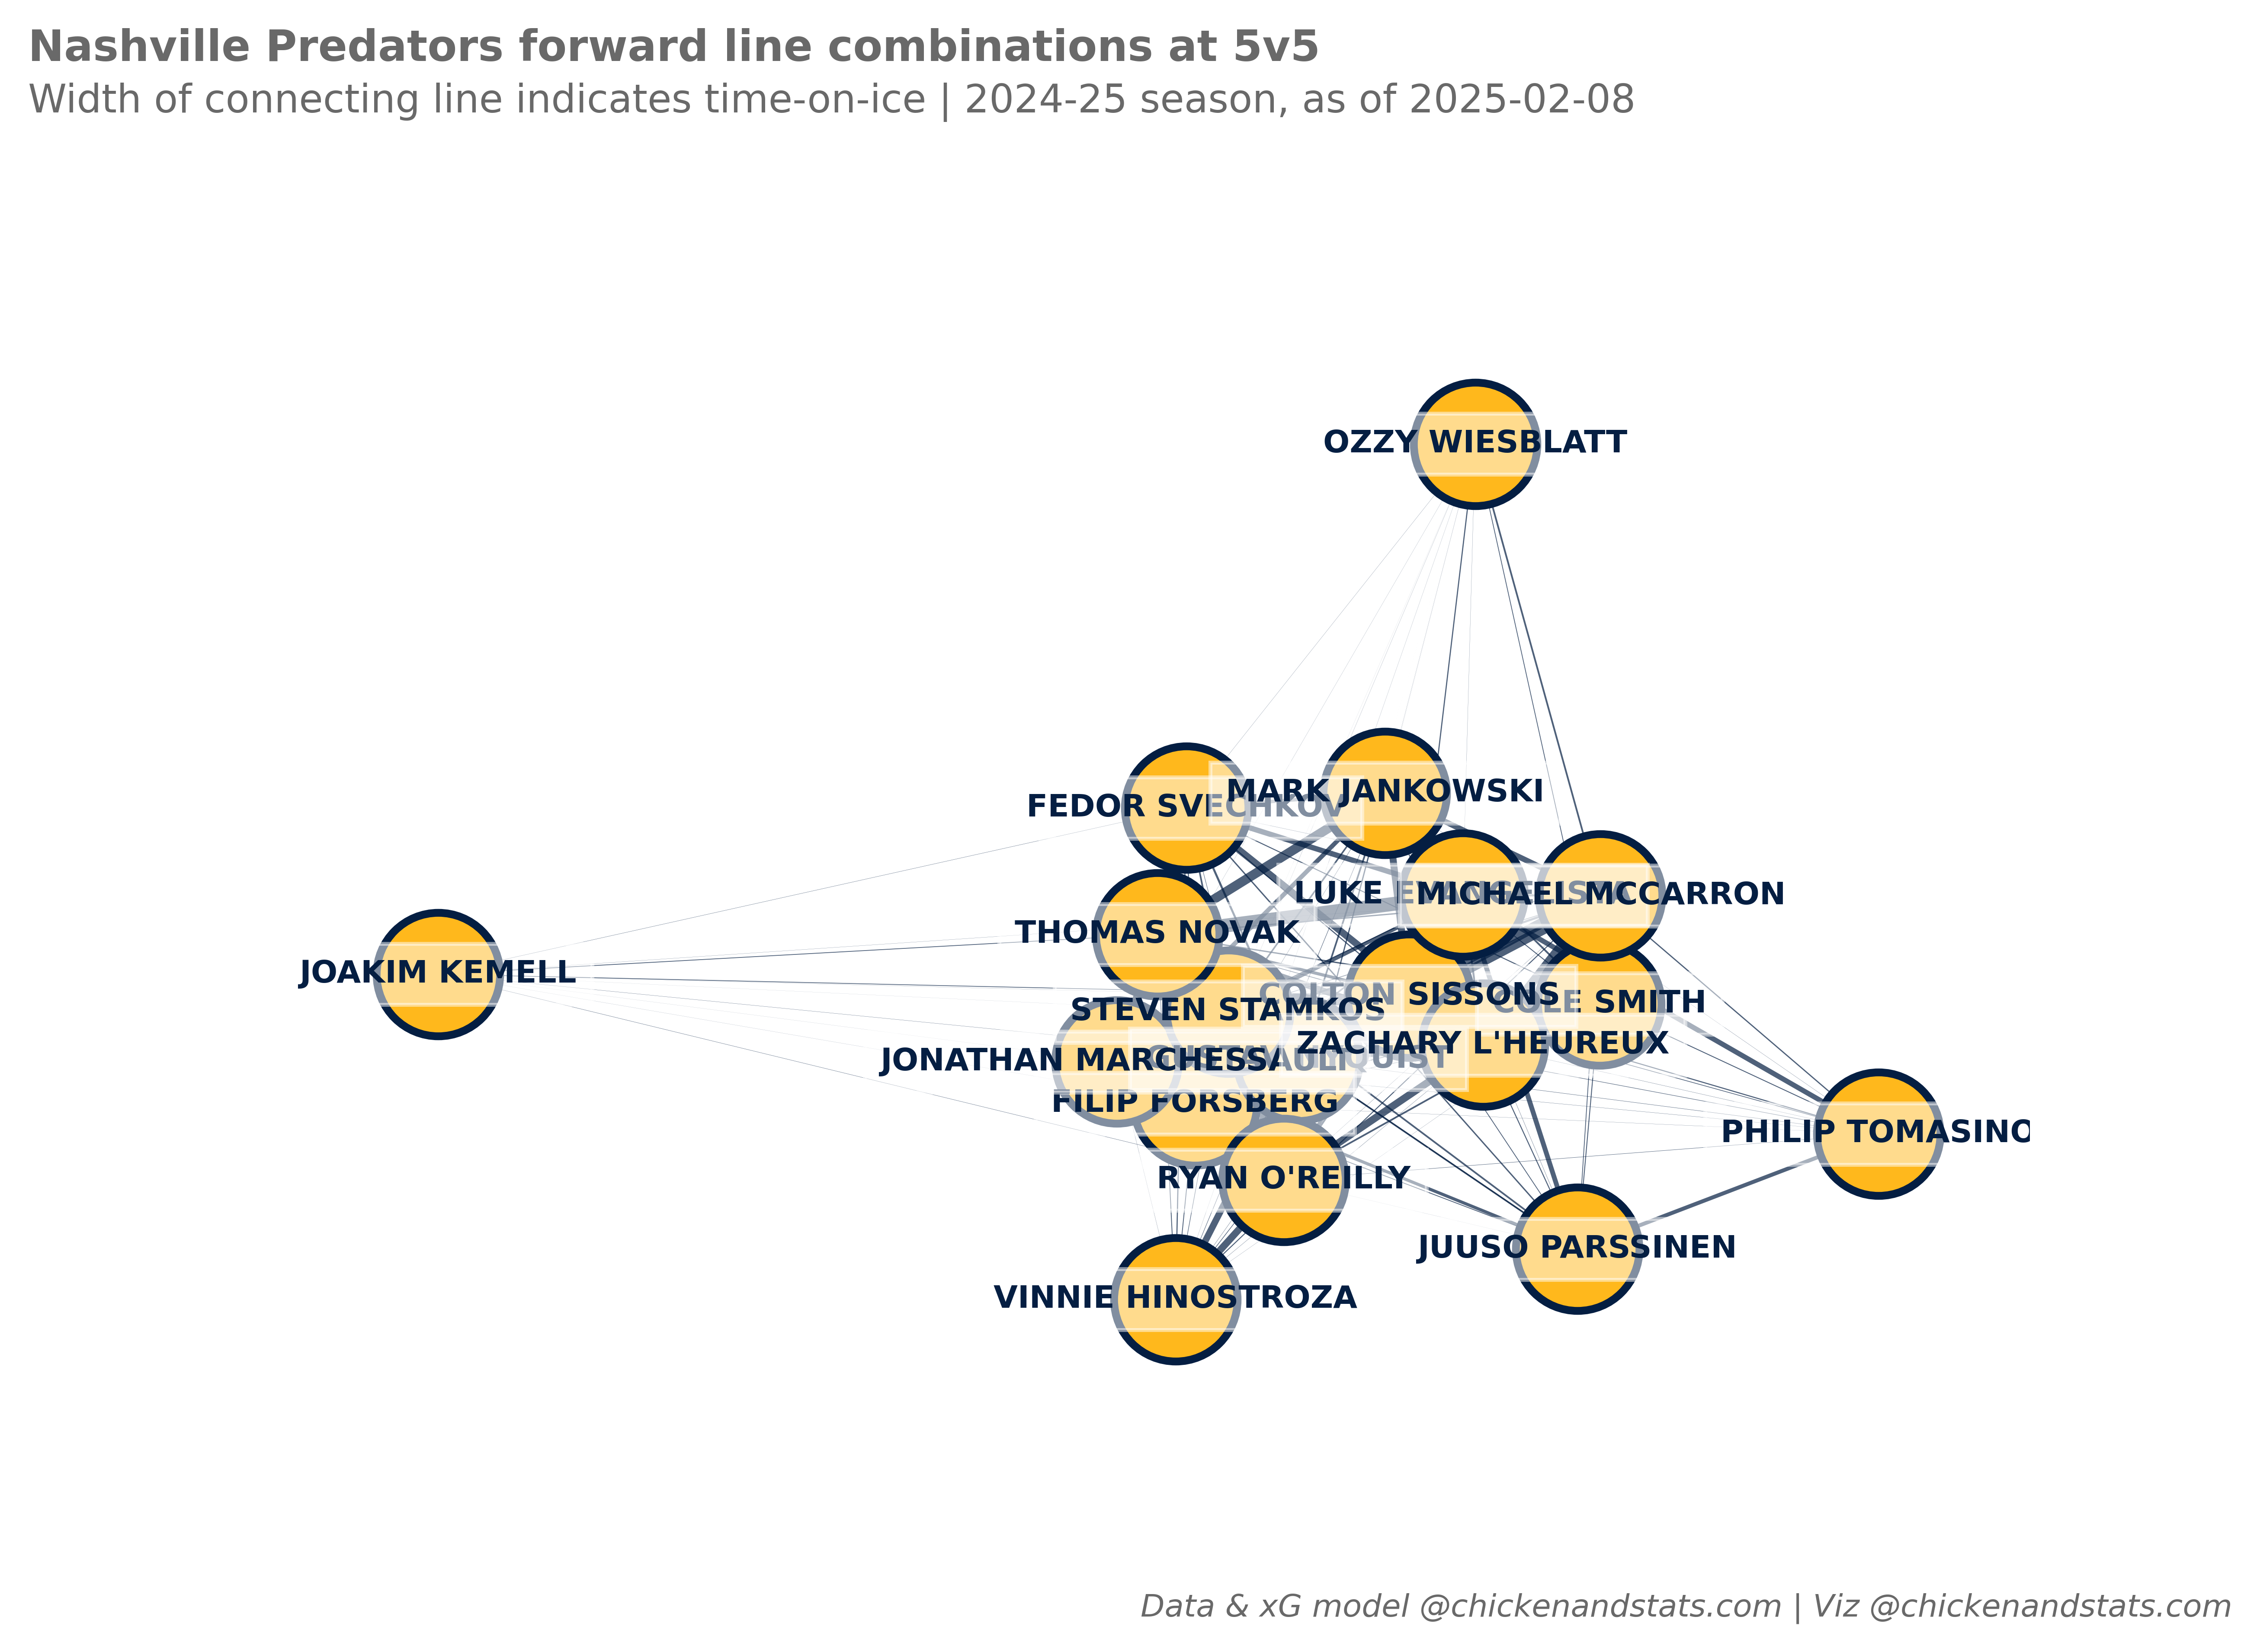 Nashville Predators forward line combinations at 5v5
Width of connecting line indicates time-on-ice | 2024-25 season, as of 2025-02-08
OZZY WIESBLATT
MARK JANKOWSKI
FEDOR SVECHKOV
LUKE EVANGELISTA
MICHAEL MCCARRON
THOMAS NOVAK
JOAKIM KEMELL
COLTON SISSONS
COLE SMITH
STEVEN STAMKOS
ZACHARY L'HEUREUX
JONATHAN MARCHESSAULT
GUSTAV NYQUIST
FILIP FORSBERG
PHILIP TOMASINO
RYAN O'REILLY
JUUSO PARSSINEN
VINNIE HINOSTROZA
Data & xG model @chickenandstats.com | Viz @chickenandstats.com